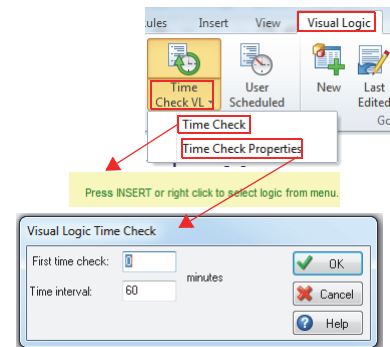 ules Insert View Visual Logic
Time Check VL User Scheduled New Last Edited
Go
Time Check
Time Check Properties
Press INSERT or right click to select logic from menu.
Visual Logic Time Check
First time check: 0 OK
minutes
Time interval: 60 Cancel
Help